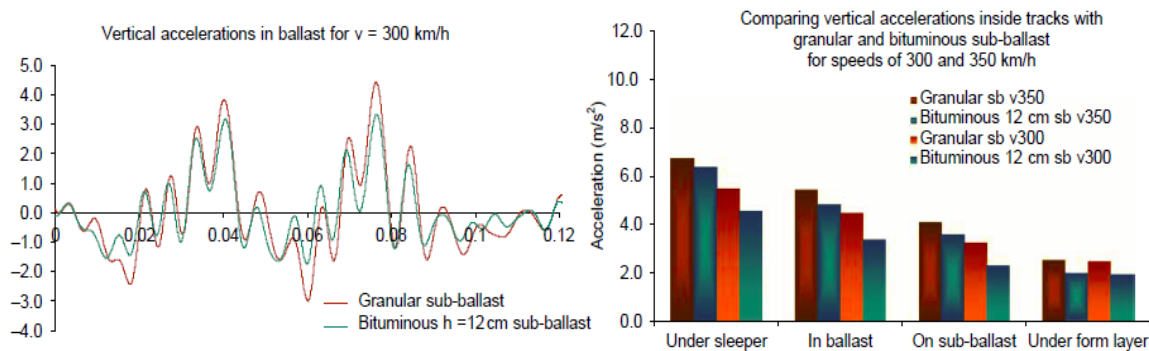 Vertical accelerations in ballast for v = 300 km/h
5.0
4.0
3.0
2.0
1.0
0.0
–1.0
–2.0
–3.0
–4.0
0
0.02
0.04
0.06
0.08
0.10
0.12
Granular sub-ballast
Bituminous h =12 cm sub-ballast
Comparing vertical accelerations inside tracks with
granular and bituminous sub-ballast
for speeds of 300 and 350 km/h
Acceleration (m/s²)
12.0
10.0
8.0
6.0
4.0
2.0
0.0
Granular sb v350
Bituminous 12 cm sb v350
Granular sb v300
Bituminous 12 cm sb v300
Under sleeper
In ballast
On sub-ballast
Under form layer